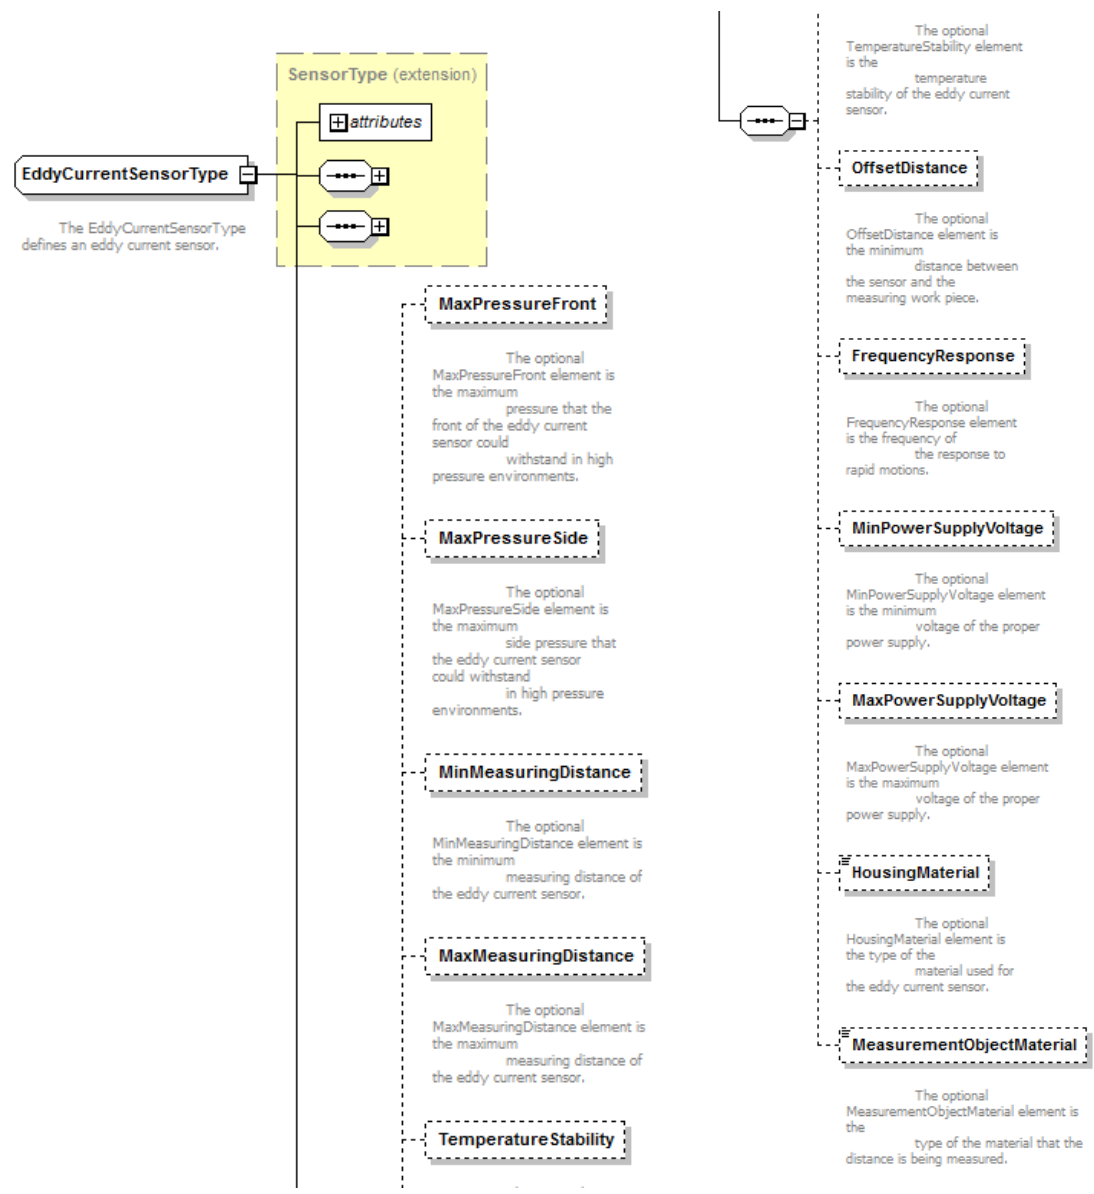 SensorType (extension)
attributes
EddyCurrentSensorType
The EddyCurrentSensorType
defines an eddy current sensor.
MaxPressureFront
The optional
MaxPressureFront element is
the maximum
pressure that the
front of the eddy current
sensor could
withstand in high
pressure environments.
MaxPressureSide
The optional
MaxPressureSide element is
the maximum
side pressure that
the eddy current sensor
could withstand
in high pressure
environments.
MinMeasuringDistance
The optional
MinMeasuringDistance element is
the minimum
measuring distance of
the eddy current sensor.
MaxMeasuringDistance
The optional
MaxMeasuringDistance element is
the maximum
measuring distance of
the eddy current sensor.
TemperatureStability
The optional
TemperatureStability element
is the
temperature
stability of the eddy current
sensor.
OffsetDistance
The optional
OffsetDistance element is
the minimum
distance between
the sensor and the
measuring work piece.
FrequencyResponse
The optional
FrequencyResponse element
is the frequency of
the response to
rapid motions.
MinPowerSupplyVoltage
The optional
MinPowerSupplyVoltage element
is the minimum
voltage of the proper
power supply.
MaxPowerSupplyVoltage
The optional
MaxPowerSupplyVoltage element
is the maximum
voltage of the proper
power supply.
HousingMaterial
The optional
HousingMaterial element is
the type of the
material used for
the eddy current sensor.
MeasurementObjectMaterial
The optional
MeasurementObjectMaterial element is
the
type of the material that the
distance is being measured.